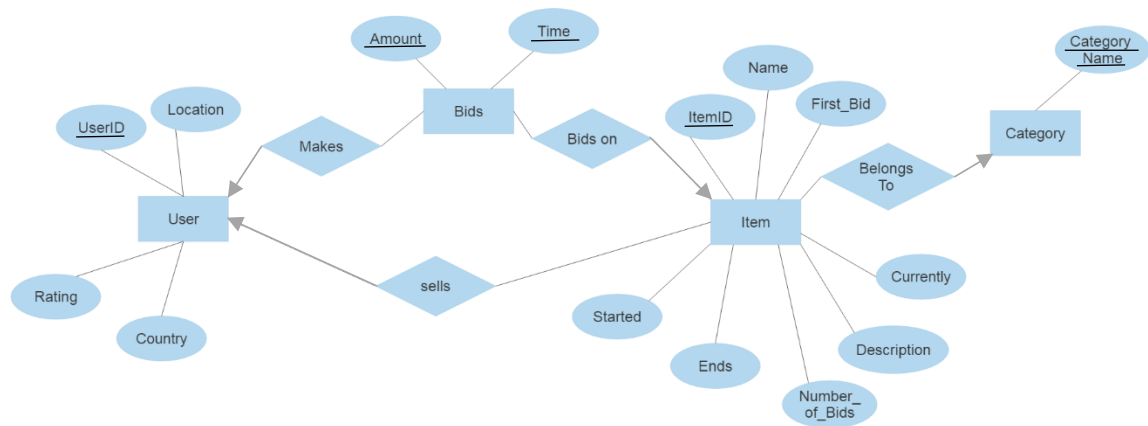 Amount
Time
Category
Name
Name
Location
First_Bid
UserID
ItemID
Bids
Category
Makes
Bids on
Belongs
To
User
Item
Currently
sells
Rating
Started
Country
Description
Ends
Number_
of_Bids